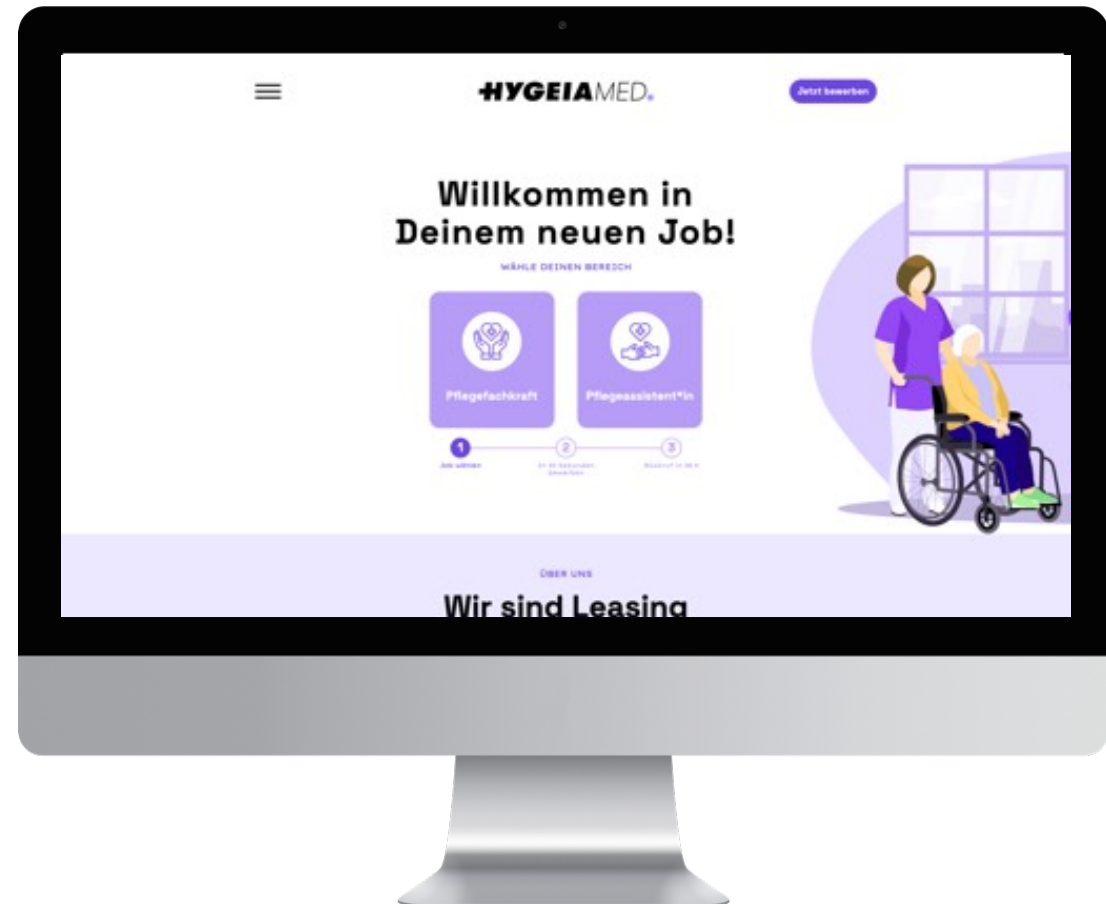 HYGEIAMED.
Jetzt bewerben
Willkommen in
Deinem neuen Job!
WÄHLE DEINEN BEREICH
Pflegefachkraft
Pflegeassistent*in
1
2
3
Job wählen
bewerben
ÜBER UNS
Wir sind Leasing